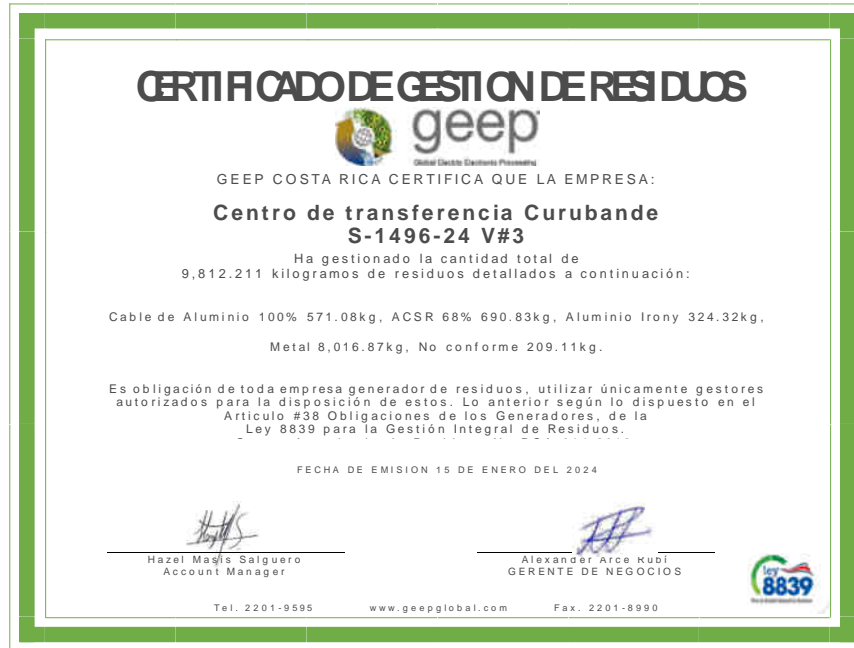 CERTIFICADO DE GESTION DE RESIDUOS
geep
Global Electric Electronic Processing
GEEP COSTA RICA CERTIFICA QUE LA EMPRESA:
Centro de transferencia Curubande
S-1496-24 V#3
Ha gestionado la cantidad total de
9,812.211 kilogramos de residuos detallados a continuación:
Cable de Aluminio 100% 571.08kg, ACSR 68% 690.83kg, Aluminio Irony 324.32kg,
Metal 8,016.87kg, No conforme 209.11kg.
Es obligación de toda empresa generador de residuos, utilizar únicamente gestores
autorizados para la disposición de estos. Lo anterior según lo dispuesto en el
Articulo #38 Obligaciones de los Generadores, de la
Ley 8839 para la Gestión Integral de Residuos.
FECHA DE EMISION 15 DE ENERO DEL 2024
Hazel Masis Salguero
Account Manager
Alexander Arce Rubí
GERENTE DE NEGOCIOS
ley
8839
Tel. 2201-9595 www.geepglobal.com Fax. 2201-8990